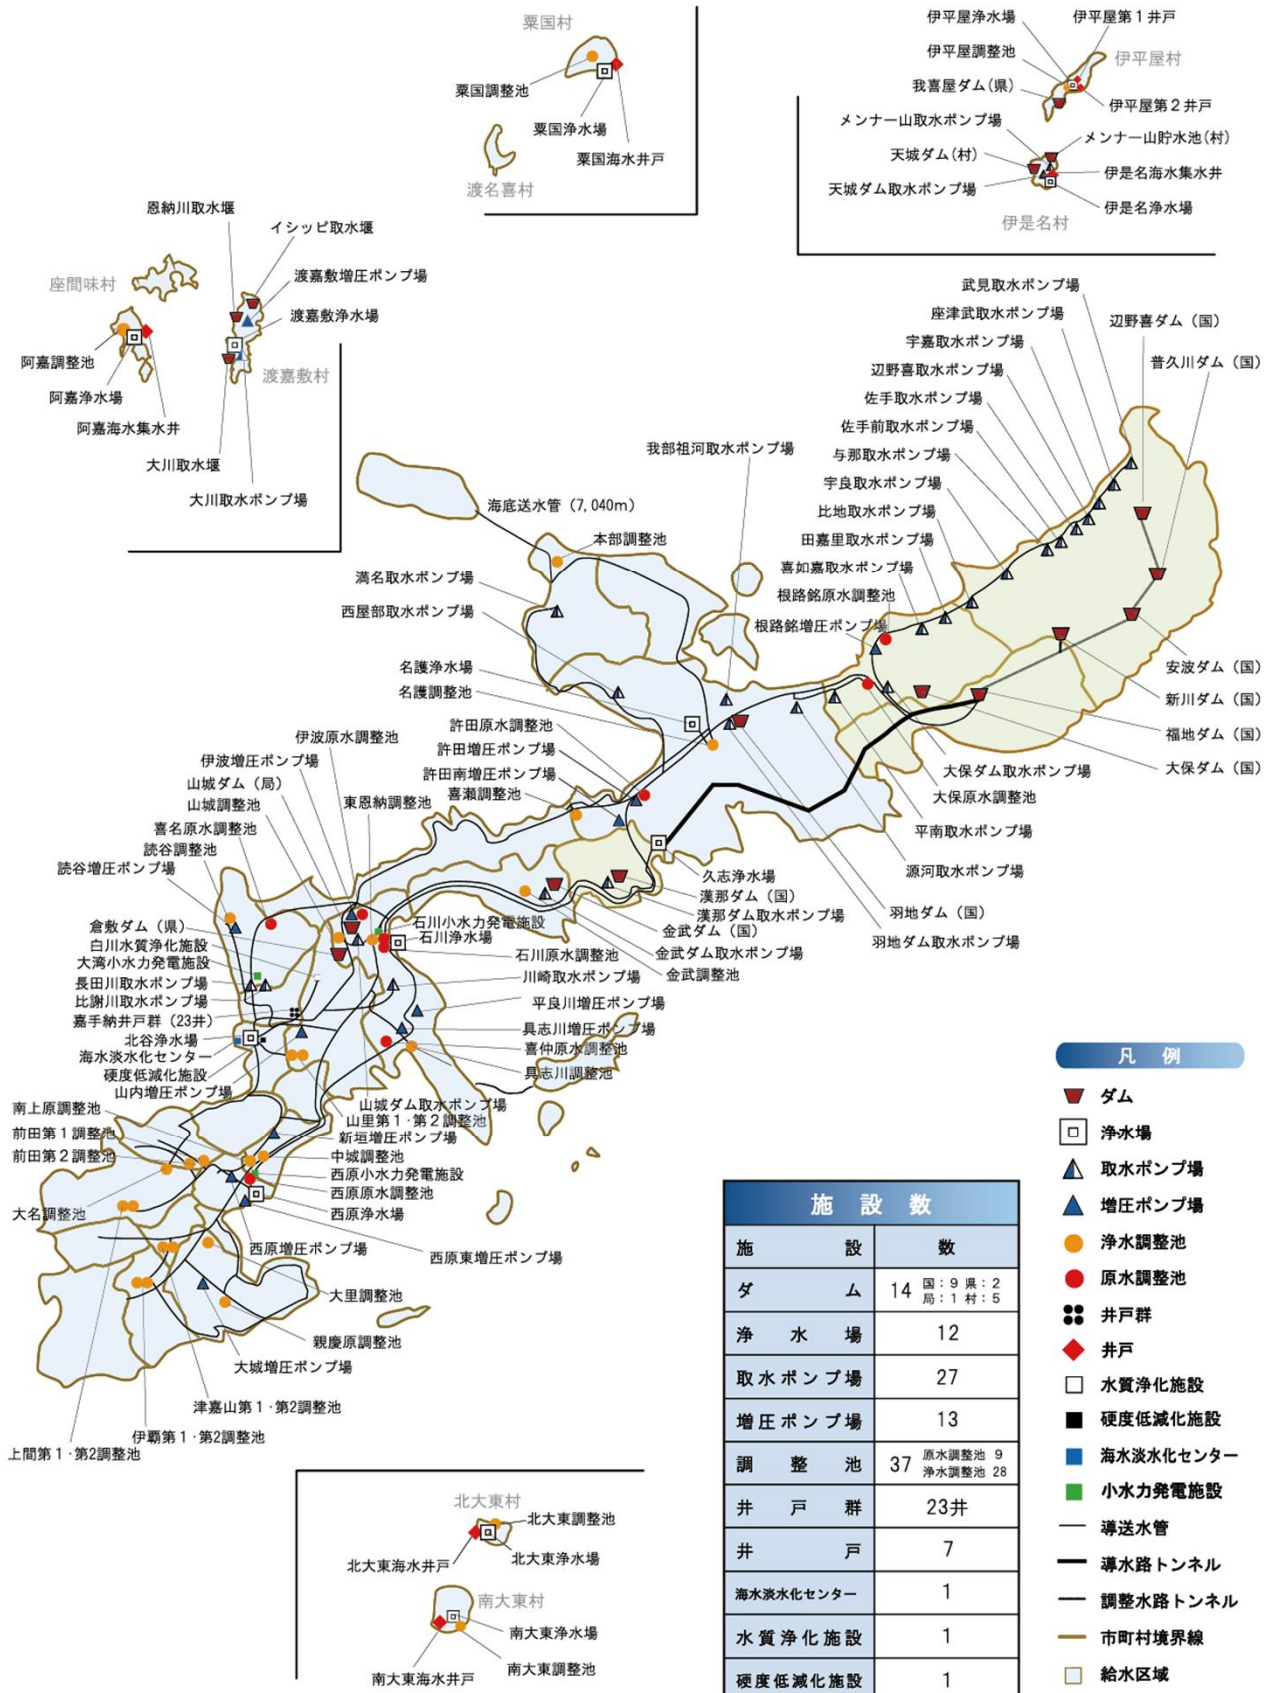 粟国村
粟国調整池
粟国浄水場
粟国海水井戸
渡名喜村
伊平屋浄水場
伊平屋第1井戸
伊平屋調整池
伊平屋村
我喜屋ダム(県)
伊平屋第2井戸
メンナー山取水ポンプ場
メンナー山貯水池(村)
天城ダム(村)
伊是名海水集水井
天城ダム取水ポンプ場
伊是名浄水場
伊是名村
恩納川取水堰
イシッピ取水堰
座間味村
渡嘉敷増圧ポンプ場
渡嘉敷浄水場
阿嘉調整池
渡嘉敷村
阿嘉浄水場
阿嘉海水集水井
大川取水堰
大川取水ポンプ場
武見取水ポンプ場
座津武取水ポンプ場
辺野喜ダム(国)
宇嘉取水ポンプ場
普久川ダム(国)
辺野喜取水ポンプ場
佐手取水ポンプ場
佐手前取水ポンプ場
我部祖河取水ポンプ場
与那取水ポンプ場
宇良取水ポンプ場
海底送水管(7,040m)
比地取水ポンプ場
本部調整池
田嘉里取水ポンプ場
満名取水ポンプ場
喜如嘉取水ポンプ場
根路銘原水調整池
西屋部取水ポンプ場
根路銘増圧ポンプ場
名護浄水場
名護調整池
安波ダム(国)
新川ダム(国)
許田原水調整池
福地ダム(国)
伊波原水調整池
許田増圧ポンプ場
大保ダム(国)
伊波増圧ポンプ場
許田南増圧ポンプ場
大保ダム取水ポンプ場
山城ダム(局)
喜瀬調整池
大保原水調整池
山城調整池
東恩納調整池
喜名原水調整池
平南取水ポンプ場
読谷調整池
源河取水ポンプ場
読谷増圧ポンプ場
久志浄水場
漢那ダム(国)
羽地ダム(国)
倉敷ダム(県)
石川小水力発電施設
漢那ダム取水ポンプ場
白川水質浄化施設
石川浄水場
金武ダム(国)
羽地ダム取水ポンプ場
大湾小水力発電施設
石川原水調整池
金武ダム取水ポンプ場
長田川取水ポンプ場
川崎取水ポンプ場
金武調整池
比謝川取水ポンプ場
平良川増圧ポンプ場
嘉手納井戸群(23井)
具志川増圧ポンプ場
北谷浄水場
喜仲原水調整池
海水淡水化センター
具志川調整池
硬度低減化施設
山内増圧ポンプ場
山城ダム取水ポンプ場
南上原調整池
山里第1・第2調整池
前田第1調整池
新垣増圧ポンプ場
前田第2調整池
中城調整池
西原小水力発電施設
西原原水調整池
大名調整池
西原浄水場
西原増圧ポンプ場
西原東増圧ポンプ場
大里調整池
親慶原調整池
大城増圧ポンプ場
津嘉山第1・第2調整池
伊覇第1・第2調整池
上間第1・第2調整池
北大東村
北大東調整池
北大東浄水場
北大東海水井戸
南大東村
南大東浄水場
南大東調整池
南大東海水井戸
施設数
施設 数
ダム 14 国:9 県:2
局:1 村:5
浄水場 12
取水ポンプ場 27
増圧ポンプ場 13
調整池 37 原水調整池 9
浄水調整池 28
井戸群 23井
井戸 7
海水淡水化センター 1
水質浄化施設 1
硬度低減化施設 1
凡例
ダム
浄水場
取水ポンプ場
増圧ポンプ場
浄水調整池
原水調整池
井戸群
井戸
水質浄化施設
硬度低減化施設
海水淡水化センター
小水力発電施設
導送水管
導水路トンネル
調整水路トンネル
市町村境界線
給水区域